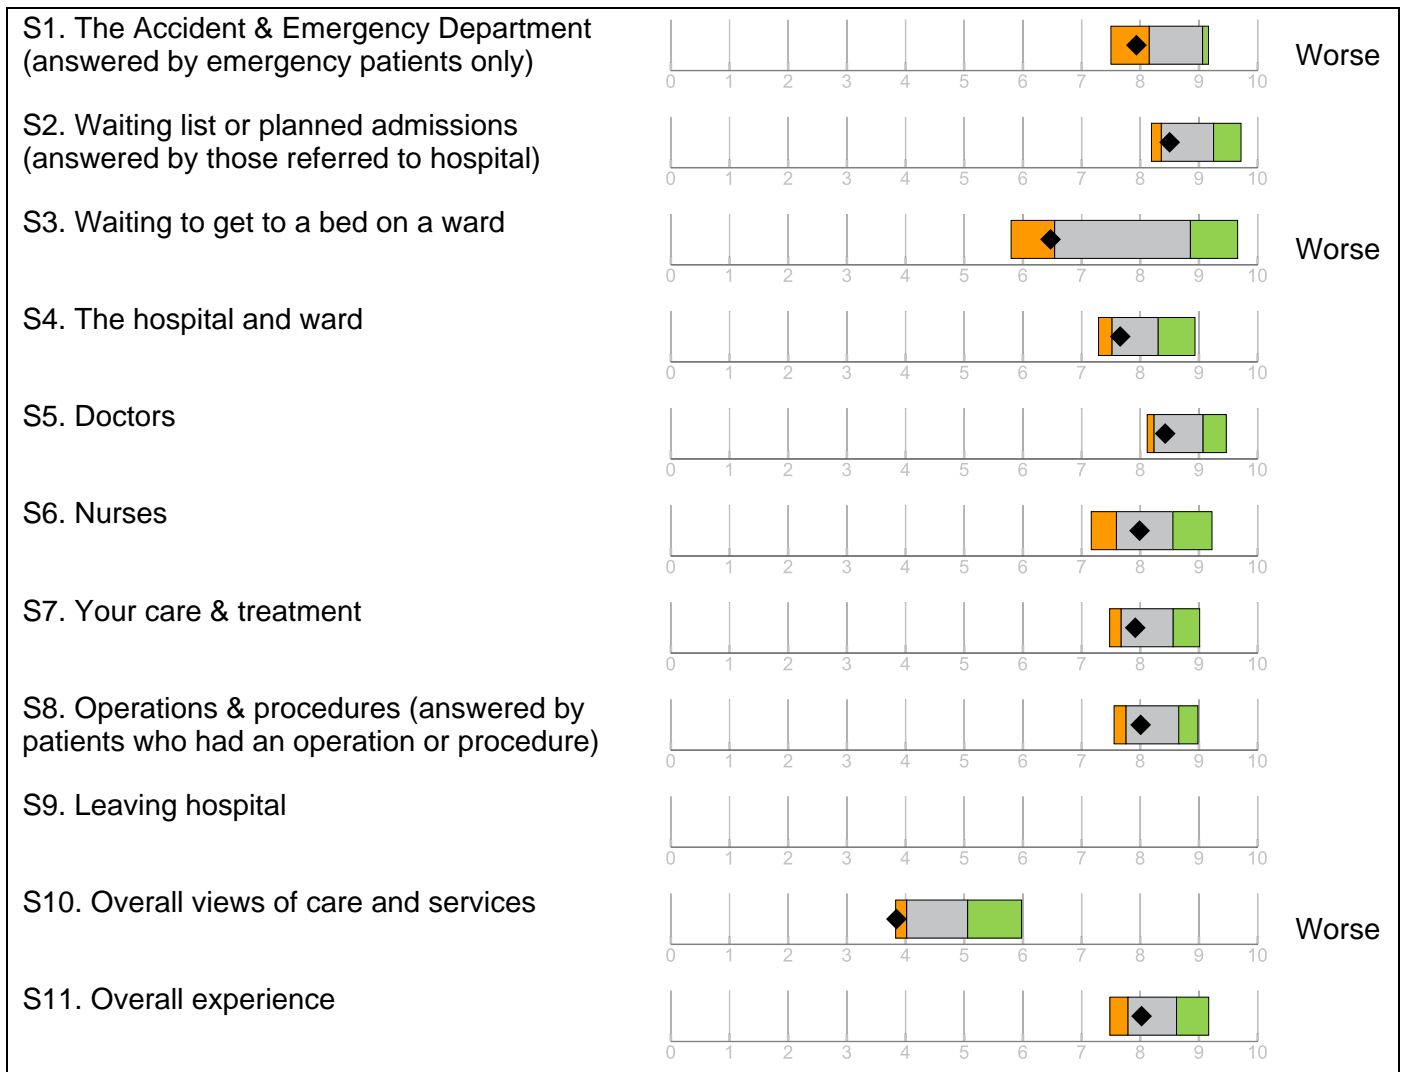 S1. The Accident & Emergency Department
(answered by emergency patients only)
Worse
0 1 2 3 4 5 6 7 8 9 10
S2. Waiting list or planned admissions
(answered by those referred to hospital)
0 1 2 3 4 5 6 7 8 9 10
S3. Waiting to get to a bed on a ward
Worse
0 1 2 3 4 5 6 7 8 9 10
S4. The hospital and ward
0 1 2 3 4 5 6 7 8 9 10
S5. Doctors
0 1 2 3 4 5 6 7 8 9 10
S6. Nurses
0 1 2 3 4 5 6 7 8 9 10
S7. Your care & treatment
0 1 2 3 4 5 6 7 8 9 10
S8. Operations & procedures (answered by
patients who had an operation or procedure)
0 1 2 3 4 5 6 7 8 9 10
S9. Leaving hospital
0 1 2 3 4 5 6 7 8 9 10
S10. Overall views of care and services
Worse
0 1 2 3 4 5 6 7 8 9 10
S11. Overall experience
0 1 2 3 4 5 6 7 8 9 10